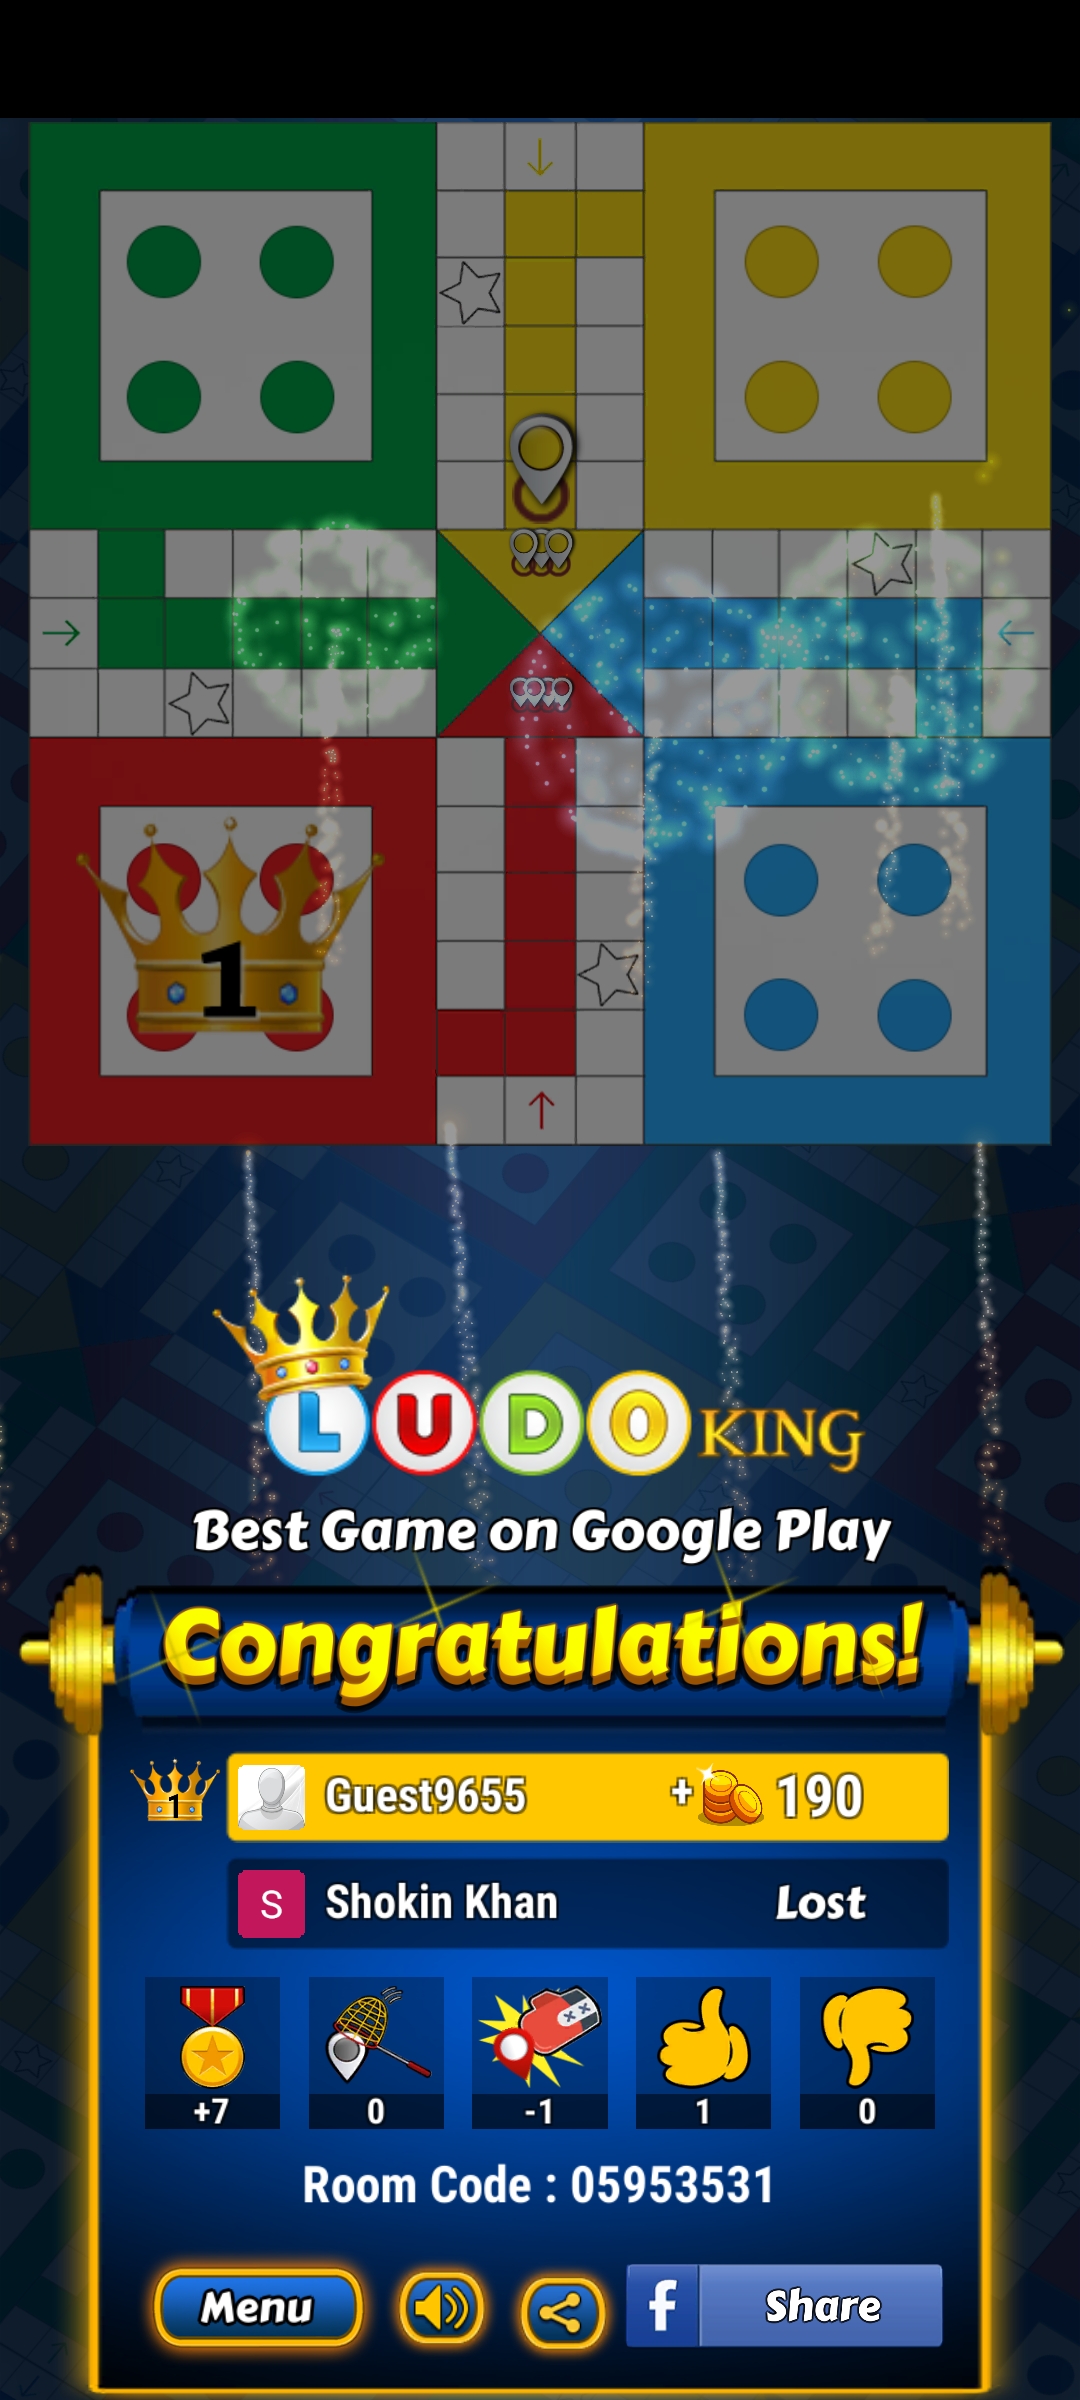 1
LUDO KING
Best Game on Google Play
Congratulations!
1 Guest9655 + 190
S Shokin Khan Lost
+7 0 -1 1 0
Room Code : 05953531
Menu f Share